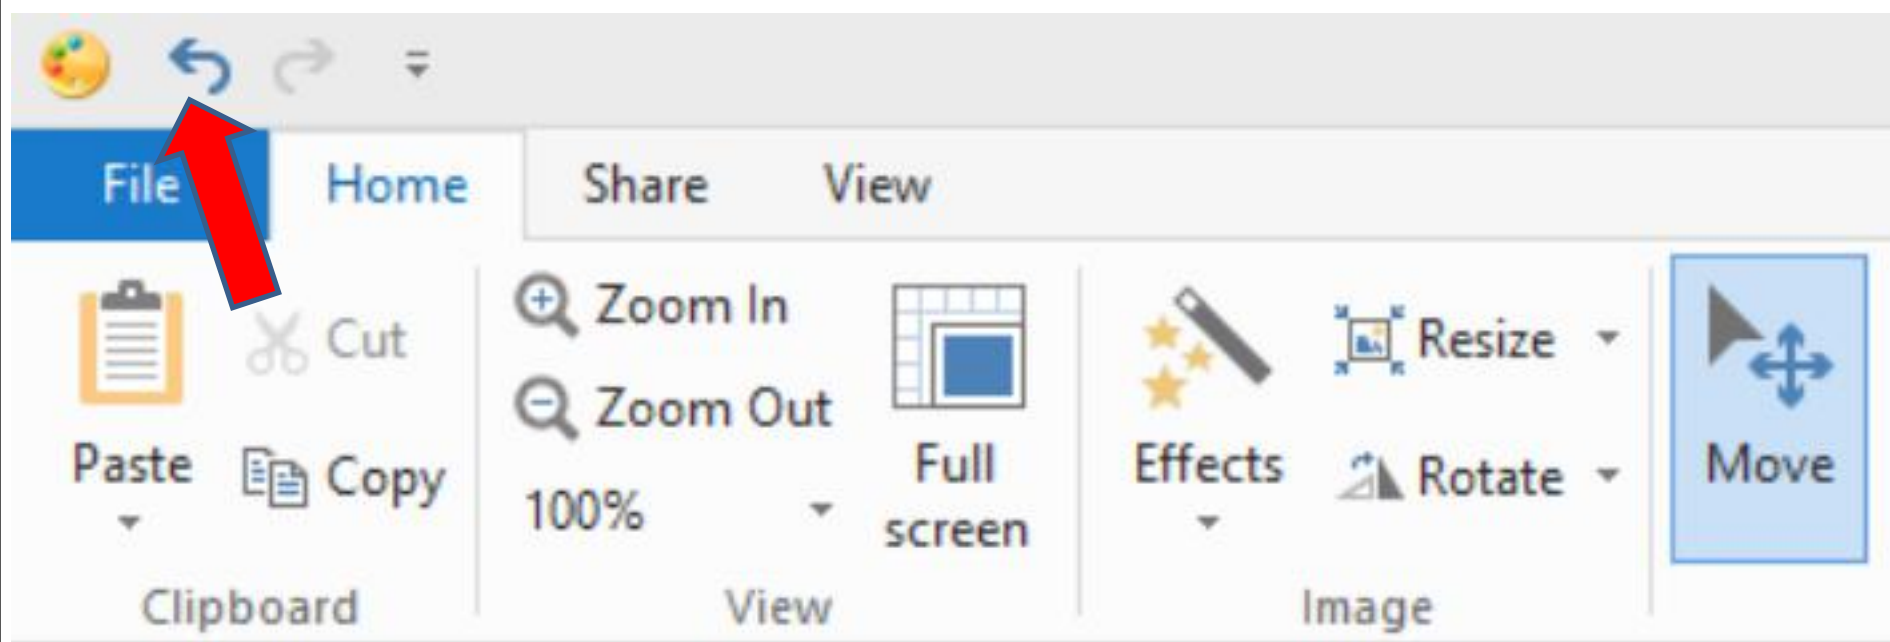 File Home Share View
Paste
Cut
Copy
Clipboard
Zoom In
Zoom Out
100%
Full
screen
View
Effects
Resize
Rotate
Image
Move